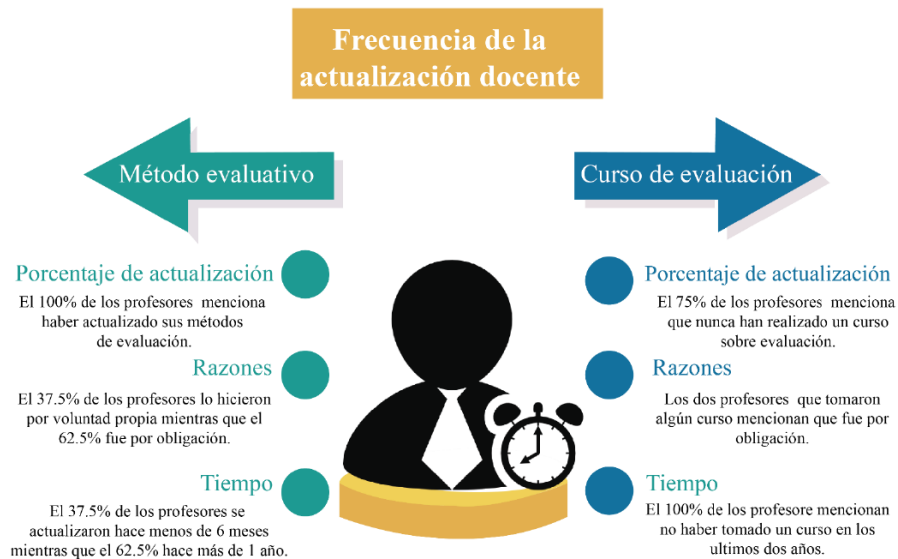 Frecuencia de la
actualización docente
Método evaluativo
Porcentaje de actualización
El 100% de los profesores menciona
haber actualizado sus métodos
de evaluación.
Razones
El 37.5% de los profesores lo hicieron
por voluntad propia mientras que el
62.5% fue por obligación.
Tiempo
El 37.5% de los profesores se
actualizaron hace menos de 6 meses
mientras que el 62.5% hace más de 1 año.
Curso de evaluación
Porcentaje de actualización
El 75% de los profesores menciona
que nunca han realizado un curso
sobre evaluación.
Razones
Los dos profesores que tomaron
algún curso mencionan que fue por
obligación.
Tiempo
El 100% de los profesore mencionan
no haber tomado un curso en los
ultimos dos años.